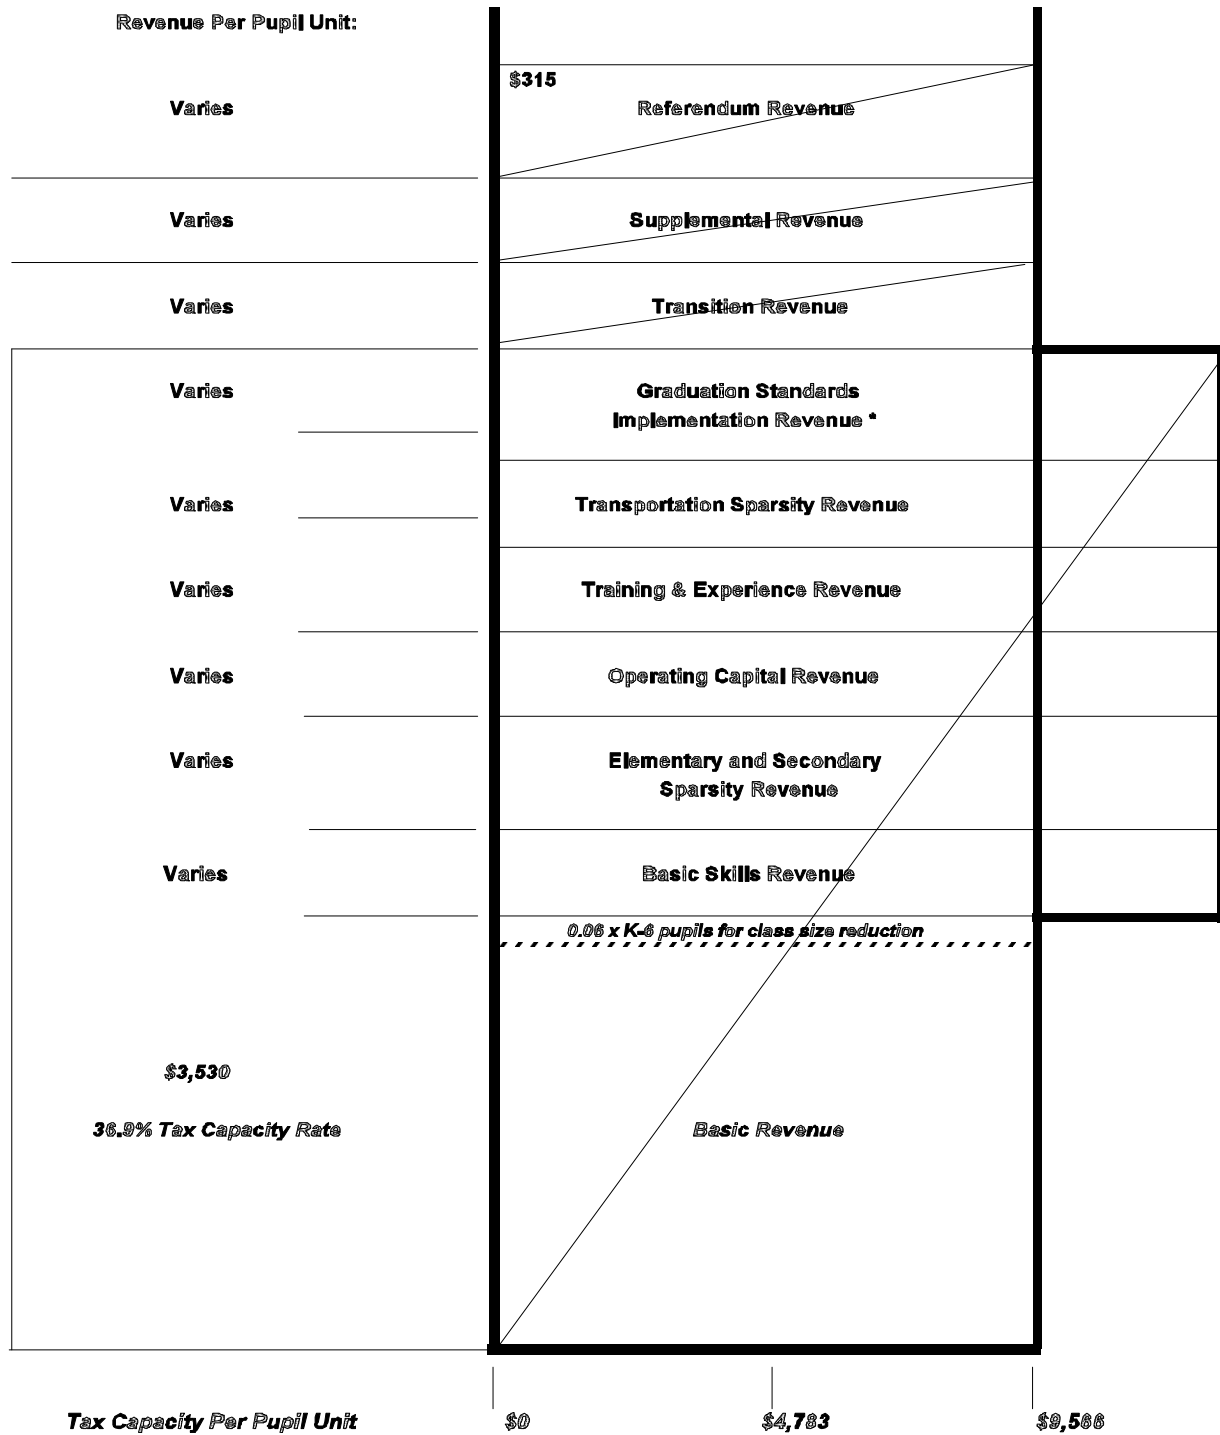 Revenue Per Pupil Unit:
$315
Varies Referendum Revenue
Varies Supplemental Revenue
Varies Transition Revenue
Varies Graduation Standards
Implementation Revenue *
Varies Transportation Sparsity Revenue
Varies Training & Experience Revenue
Varies Operating Capital Revenue
Varies Elementary and Secondary
Sparsity Revenue
Varies Basic Skills Revenue
0.06 x K-6 pupils for class size reduction
$3,530
36.9% Tax Capacity Rate Basic Revenue
Tax Capacity Per Pupil Unit $0 $4,783 $9,566